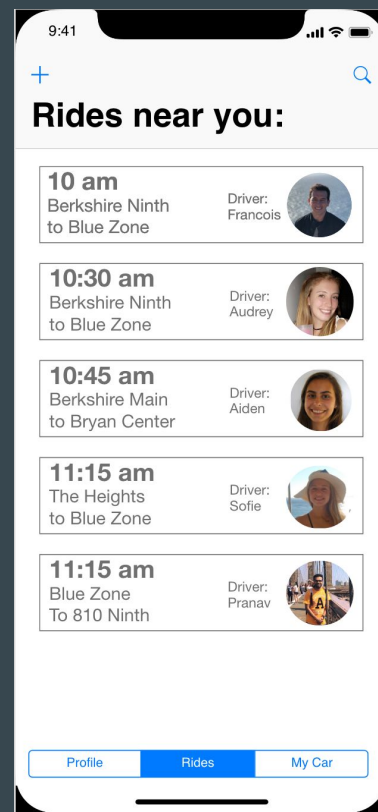 9:41
Rides near you:
10 am
Berkshire Ninth
to Blue Zone
Driver:
Francois
10:30 am
Berkshire Ninth
to Blue Zone
Driver:
Audrey
10:45 am
Berkshire Main
to Bryan Center
Driver:
Aiden
11:15 am
The Heights
to Blue Zone
Driver:
Sofie
11:15 am
Blue Zone
To 810 Ninth
Driver:
Pranav
A
Profile
Rides
My Car